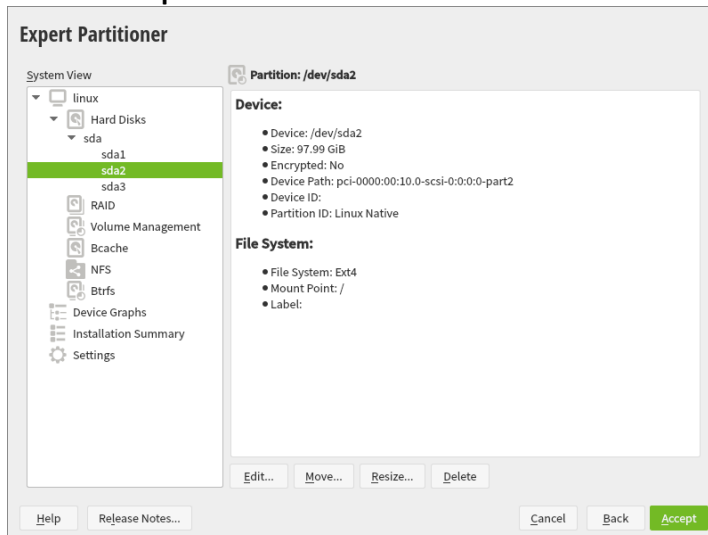 Expert Partitioner
System View
linux
Hard Disks
sda
sda1
sda2
sda3
RAID
Volume Management
Bcache
NFS
Btrfs
Device Graphs
Installation Summary
Settings
Partition: /dev/sda2
Device:
● Device: /dev/sda2
● Size: 97.99 GiB
● Encrypted: No
● Device Path: pci-0000:00:10.0-scsi-0:0:0:0-part2
● Device ID:
● Partition ID: Linux Native
File System:
● File System: Ext4
● Mount Point: /
● Label:
Edit... Move... Resize... Delete
Help Release Notes... Cancel Back Accept